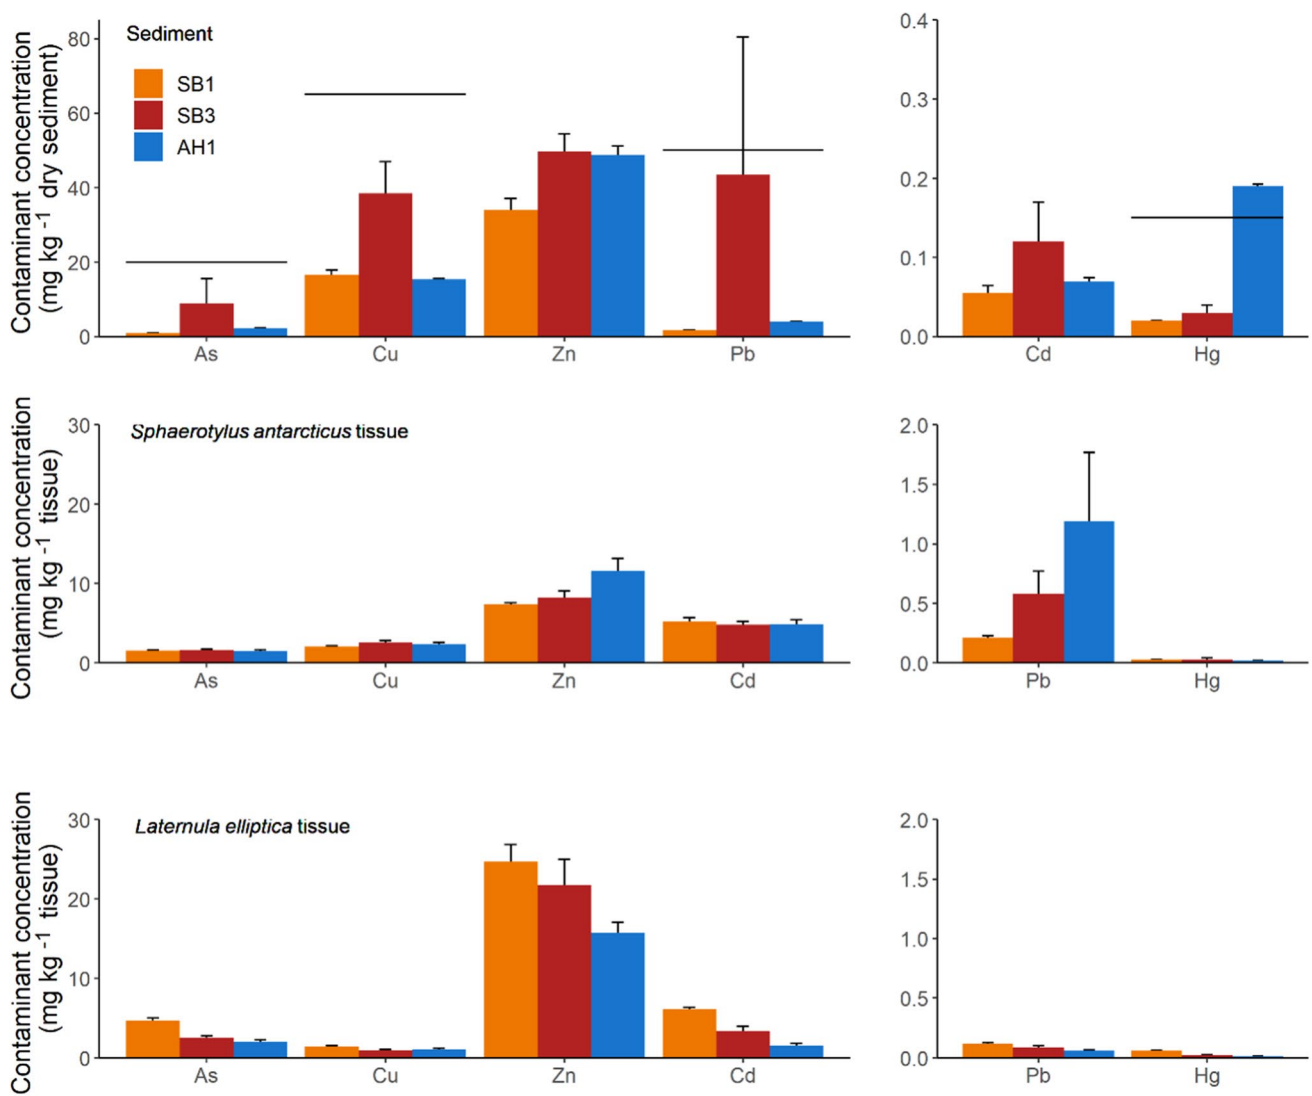 Contaminant concentration
(mg kg -1 dry sediment)
80
60
40
20
0
Sediment
SB1
SB3
AH1
As Cu Zn Pb
0.4
0.3
0.2
0.1
0.0
Cd Hg
Contaminant concentration
(mg kg -1 tissue)
30
20
10
0
Sphaerotylus antarcticus tissue
As Cu Zn Cd
2.0
1.5
1.0
0.5
0.0
Pb Hg
Contaminant concentration
(mg kg -1 tissue)
30
20
10
0
Laternula elliptica tissue
As Cu Zn Cd
2.0
1.5
1.0
0.5
0.0
Pb Hg